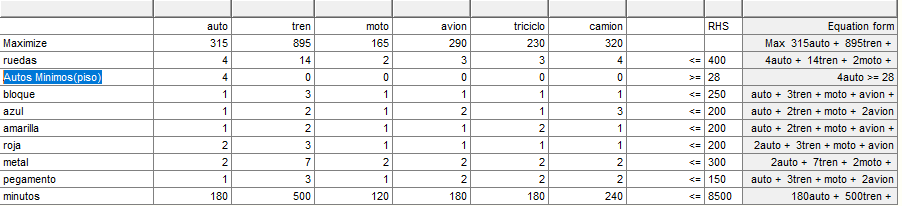 auto tren moto avion triciclo camion RHS Equation form
Maximize 315 895 165 290 230 320 Max 315auto + 895tren +
ruedas 4 14 2 3 3 4 <= 400 4auto + 14tren + 2moto +
Autos Minimos(piso) 4 0 0 0 0 0 >= 28 4auto >= 28
bloque 1 3 1 1 1 1 <= 250 auto + 3tren + moto + avion +
azul 1 2 1 2 1 3 <= 200 auto + 2tren + moto + 2avion
amarilla 1 2 1 1 2 1 <= 200 auto + 2tren + moto + avion +
roja 2 3 1 1 1 1 <= 200 2auto + 3tren + moto + avion
metal 2 7 2 2 2 2 <= 300 2auto + 7tren + 2moto +
pegamento 1 3 1 2 2 2 <= 150 auto + 3tren + moto + 2avion
minutos 180 500 120 180 180 240 <= 8500 180auto + 500tren +